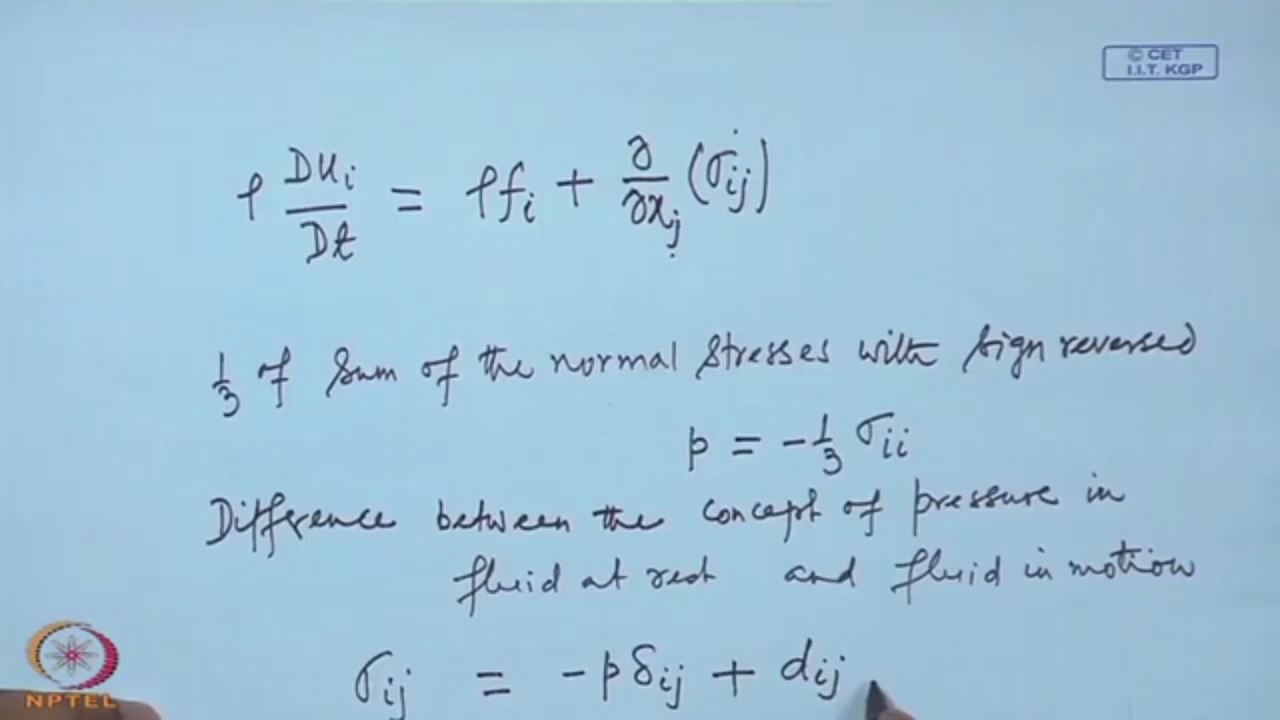 © CET
I.I.T. KGP
ρ Du_i/Dt = ρf_i + ∂/∂x_j (σ_ij)
1/3 of sum of the normal stresses with sign reversed
p = -1/3 σ_ii
Difference between the concept of pressure in
fluid at rest and fluid in motion
σ_ij = -pδ_ij + d_ij
NPTEL